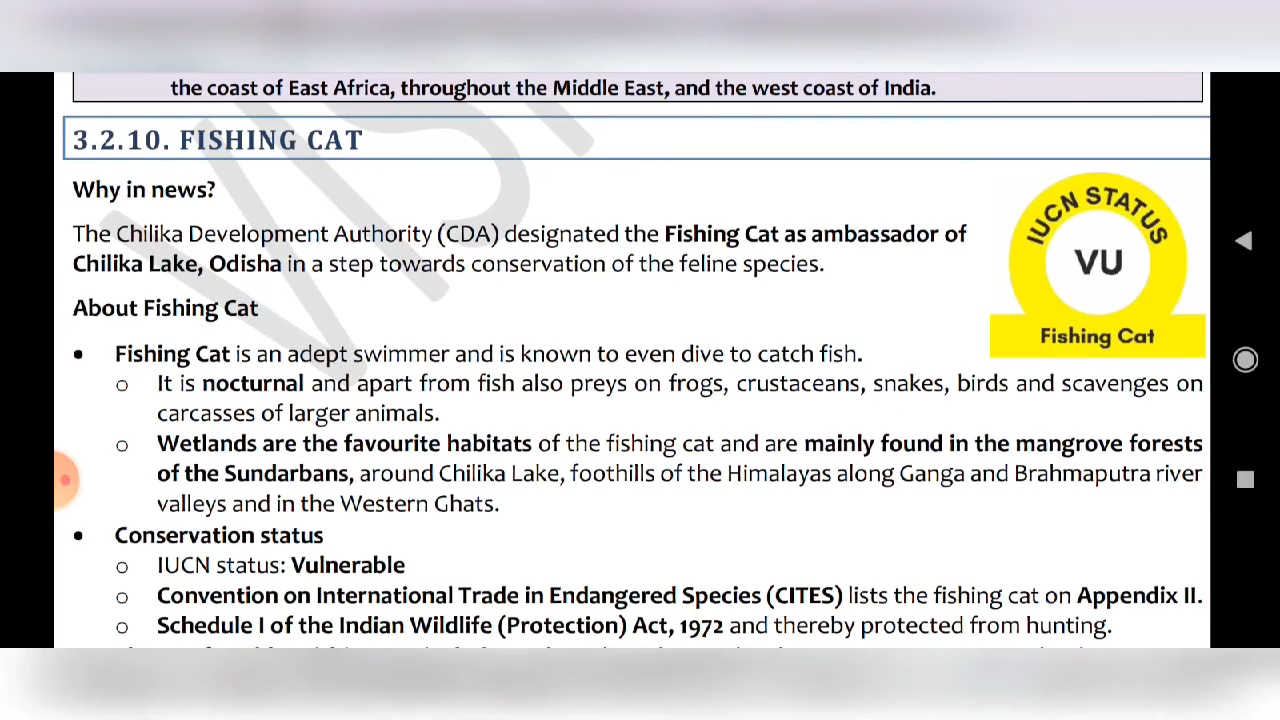 the coast of East Africa, throughout the Middle East, and the west coast of India.
3.2.10. FISHING CAT
Why in news?
The Chilika Development Authority (CDA) designated the Fishing Cat as ambassador of
Chilika Lake, Odisha in a step towards conservation of the feline species.
IUCN STATUS
VU
Fishing Cat
About Fishing Cat
• Fishing Cat is an adept swimmer and is known to even dive to catch fish.
o It is nocturnal and apart from fish also preys on frogs, crustaceans, snakes, birds and scavenges on
carcasses of larger animals.
o Wetlands are the favourite habitats of the fishing cat and are mainly found in the mangrove forests
of the Sundarbans, around Chilika Lake, foothills of the Himalayas along Ganga and Brahmaputra river
valleys and in the Western Ghats.
• Conservation status
o IUCN status: Vulnerable
o Convention on International Trade in Endangered Species (CITES) lists the fishing cat on Appendix II.
o Schedule I of the Indian Wildlife (Protection) Act, 1972 and thereby protected from hunting.